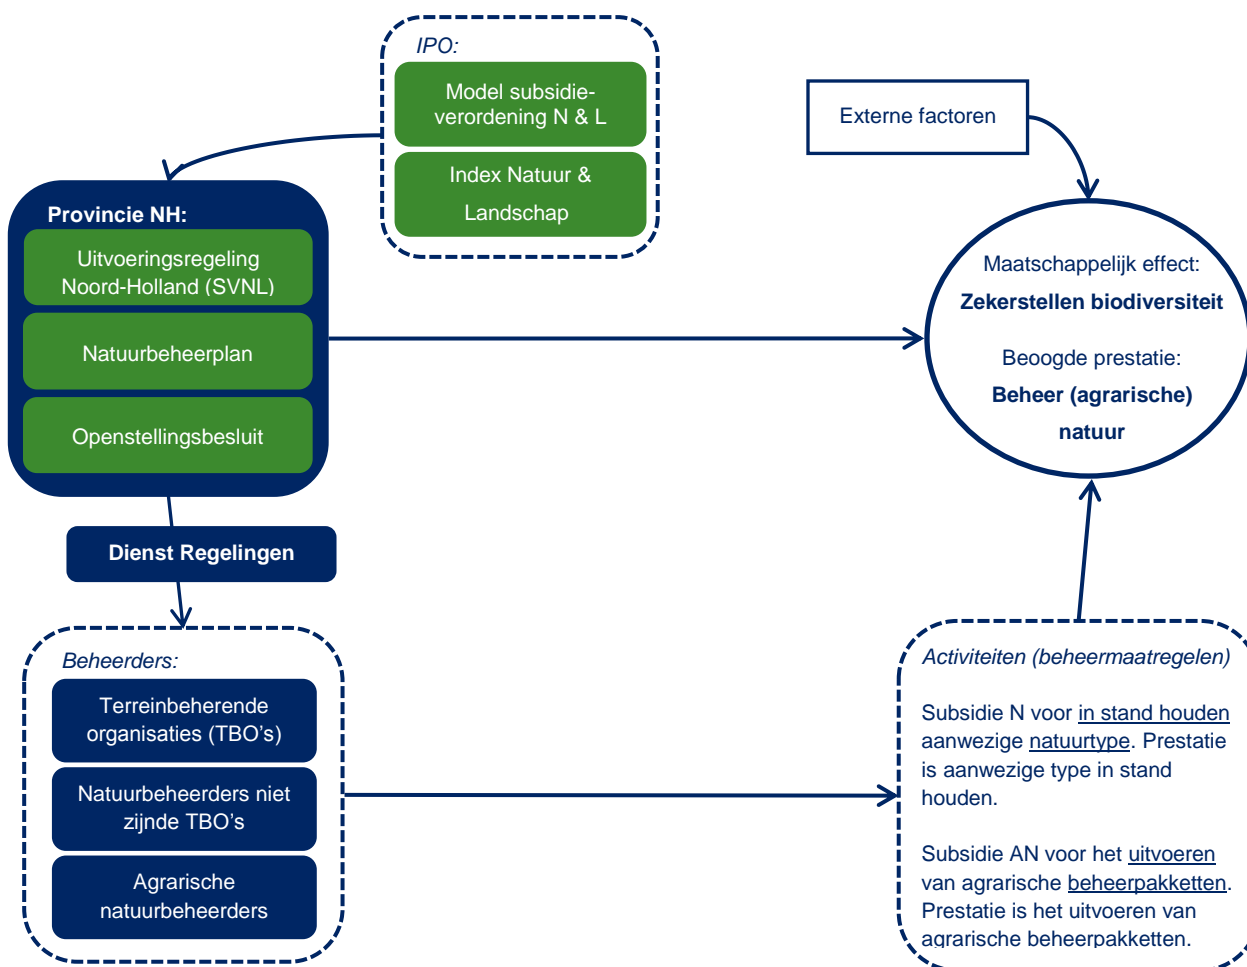 IPO:
Model subsidie-
verordening N & L
Index Natuur &
Landschap
Externe factoren
Provincie NH:
Uitvoeringsregeling
Noord-Holland (SVNL)
Natuurbeheerplan
Openstellingsbesluit
Maatschappelijk effect:
Zekerstellen biodiversiteit
Beoogde prestatie:
Beheer (agrarische)
natuur
Dienst Regelingen
Beheerders:
Terreinbeherende
organisaties (TBO’s)
Natuurbeheerders niet
zijnde TBO’s
Agrarische
natuurbeheerders
Activiteiten (beheermaatregelen)
Subsidie N voor in stand houden
aanwezige natuurtype. Prestatie
is aanwezige type in stand
houden.
Subsidie AN voor het uitvoeren
van agrarische beheerpakketten.
Prestatie is het uitvoeren van
agrarische beheerpakketten.